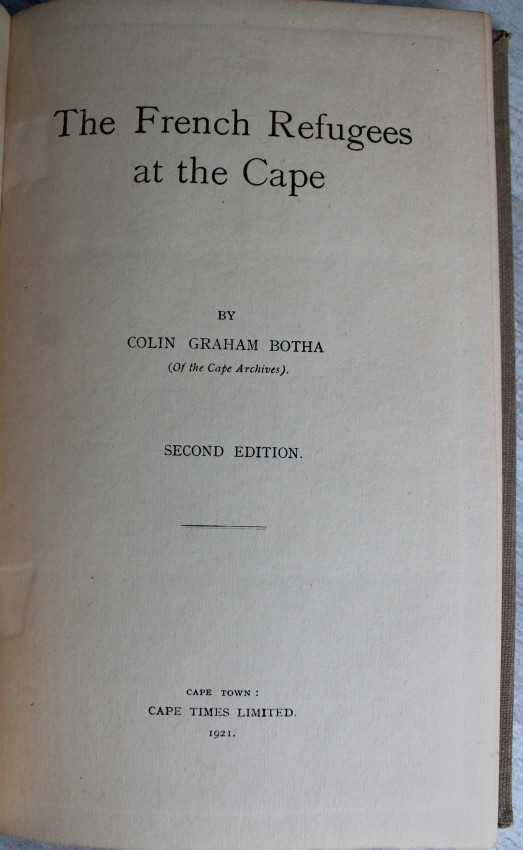 The French Refugees
at the Cape
BY
COLIN GRAHAM BOTHA
(Of the Cape Archives).
SECOND EDITION.
CAPE TOWN :
CAPE TIMES LIMITED.
1921.